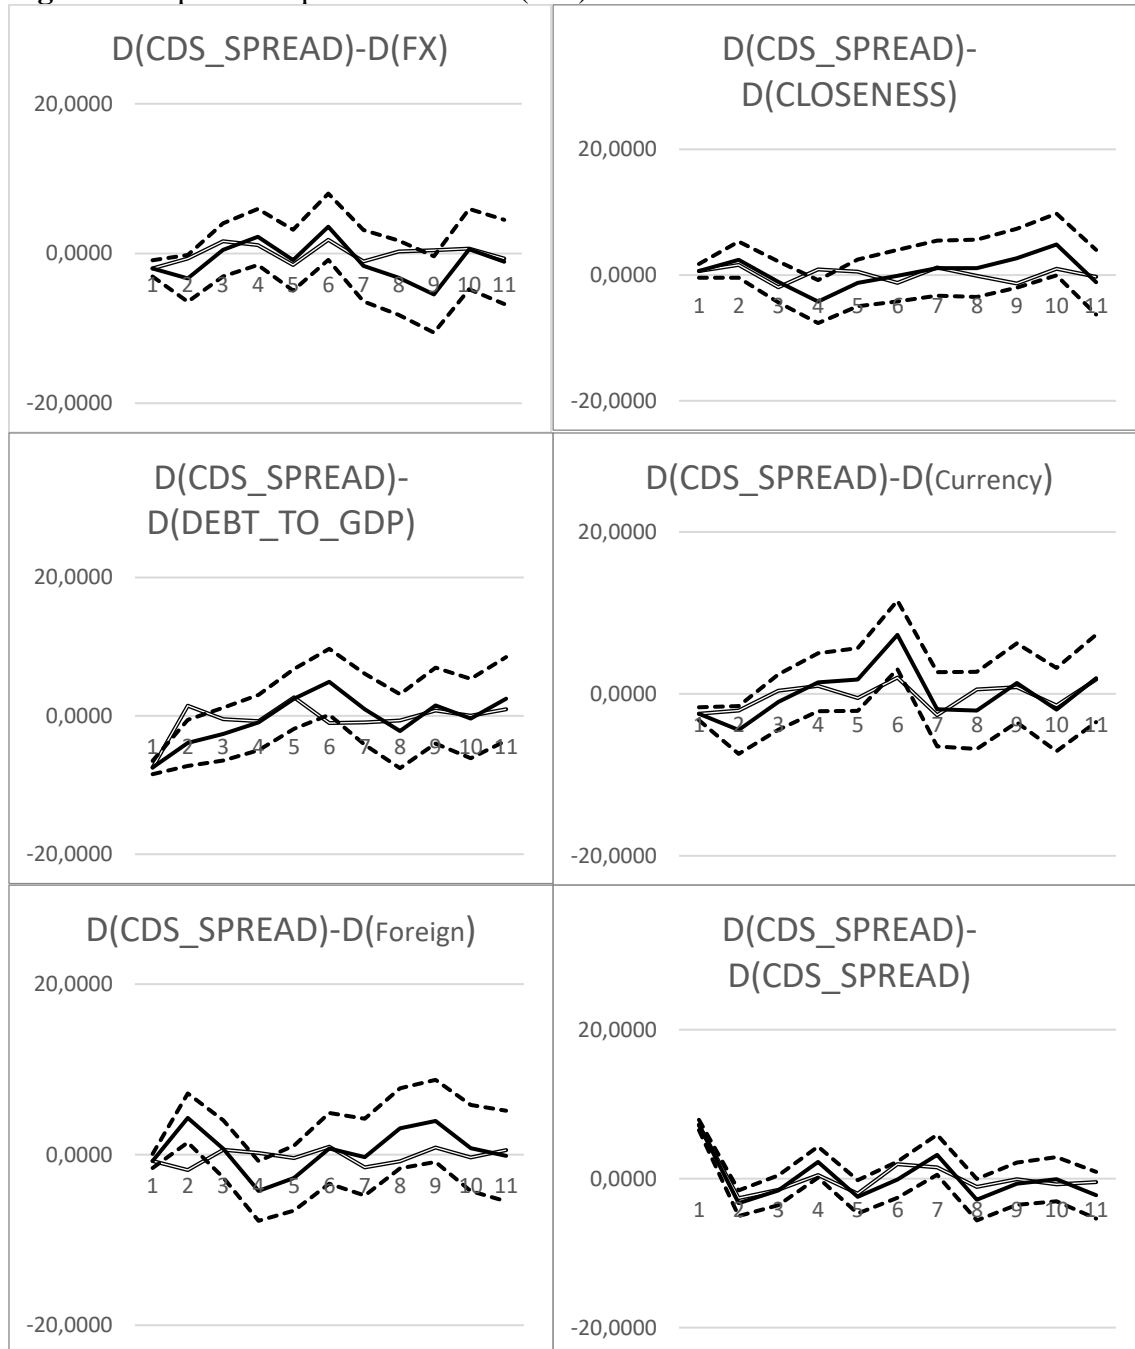 D(CDS_SPREAD)-D(FX)
20,0000
0,0000
1 2 3 4 5 6 7 8 9 10 11
-20,0000
D(CDS_SPREAD)-
D(CLOSENESS)
20,0000
0,0000
1 2 3 4 5 6 7 8 9 10 11
-20,0000
D(CDS_SPREAD)-
D(DEBT_TO_GDP)
20,0000
0,0000
1 2 3 4 5 6 7 8 9 10 11
-20,0000
D(CDS_SPREAD)-D(Currency)
20,0000
0,0000
1 2 3 4 5 6 7 8 9 10 11
-20,0000
D(CDS_SPREAD)-D(Foreign)
20,0000
0,0000
1 2 3 4 5 6 7 8 9 10 11
-20,0000
D(CDS_SPREAD)-
D(CDS_SPREAD)
20,0000
0,0000
1 2 3 4 5 6 7 8 9 10 11
-20,0000